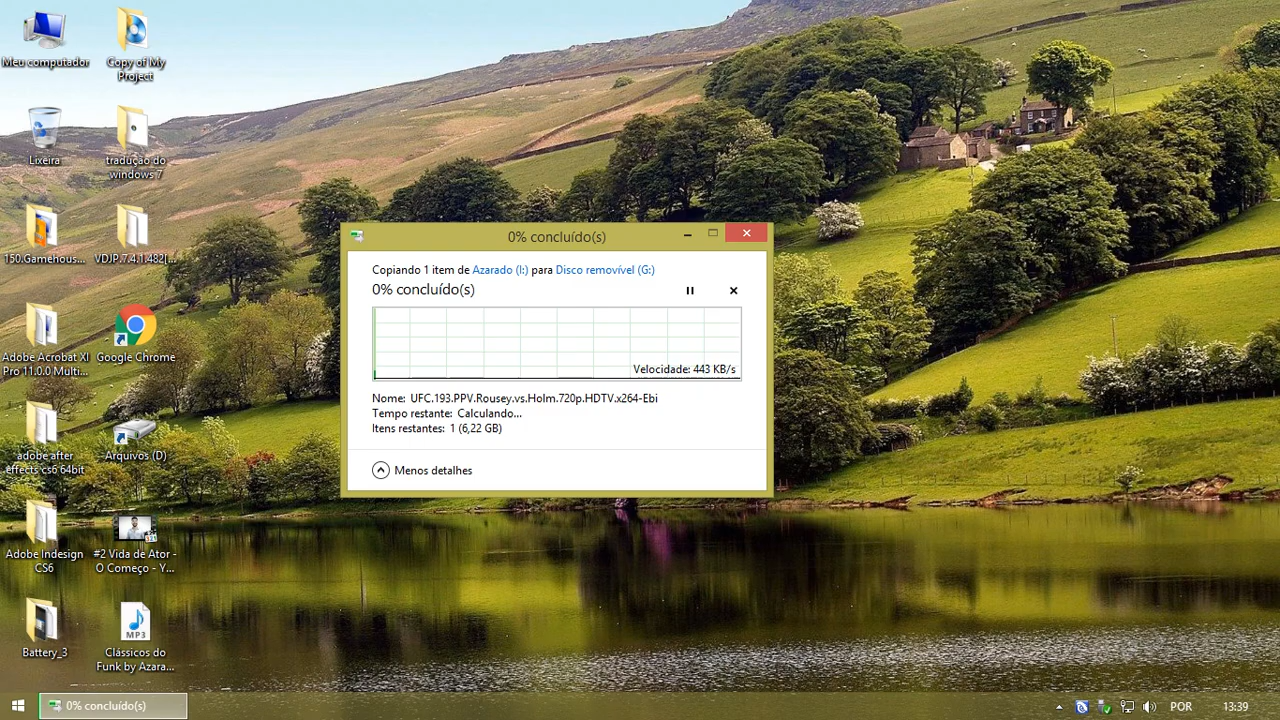 Meu computador
Copy of My
Project
Lixeira
tradução do
windows 7
150.Gamehous...
VDJP.7.4.1.482[...
Adobe Acrobat XI
Pro 11.0.0 Multi...
Google Chrome
adobe after
effects cs6 64bit
Arquivos (D)
Adobe Indesign
CS6
#2 Vida de Ator -
O Começo - Y...
Battery_3
MP3
Clássicos do
Funk by Azara...
0% concluído(s)
Copiando 1 item de Azarado (I:) para Disco removível (G:)
0% concluído(s)
Velocidade: 443 KB/s
Nome: UFC.193.PPV.Rousey.vs.Holm.720p.HDTV.x264-Ebi
Tempo restante: Calculando...
Itens restantes: 1 (6,22 GB)
Menos detalhes
0% concluído(s)
POR
13:39